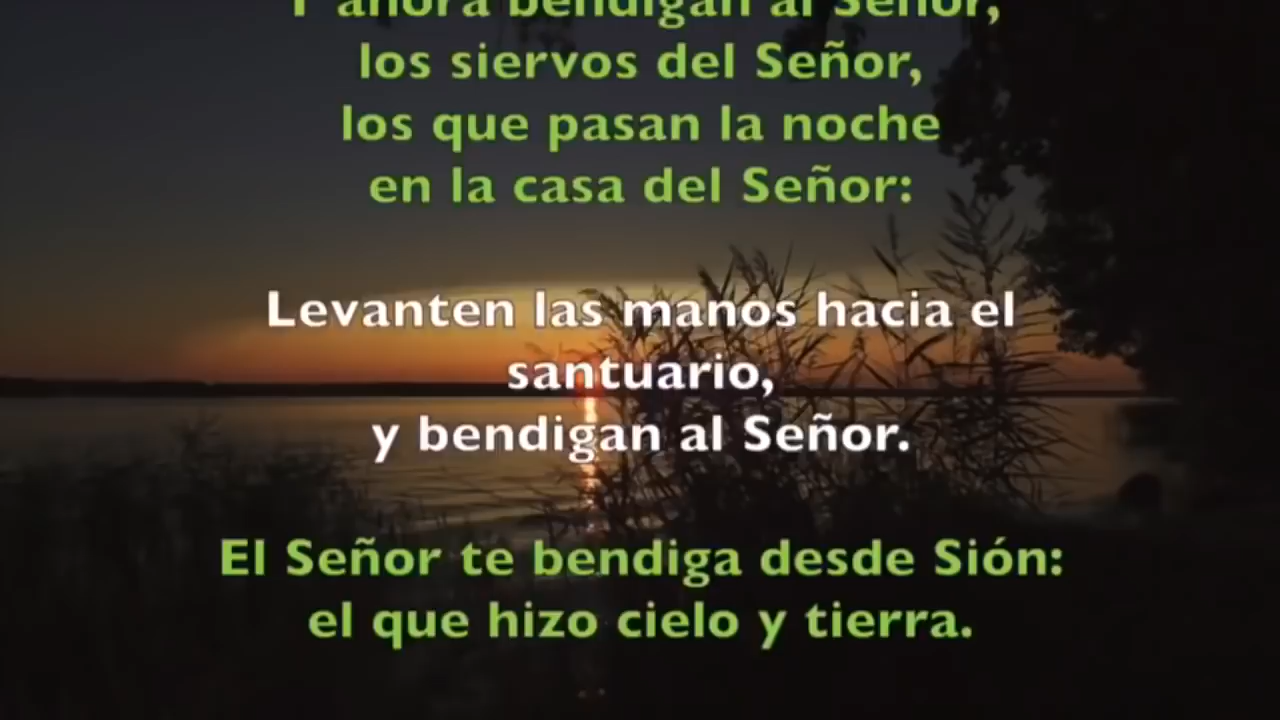 Y ahora bendigan al Señor,
los siervos del Señor,
los que pasan la noche
en la casa del Señor:
Levanten las manos hacia el
santuario,
y bendigan al Señor.
El Señor te bendiga desde Sión:
el que hizo cielo y tierra.